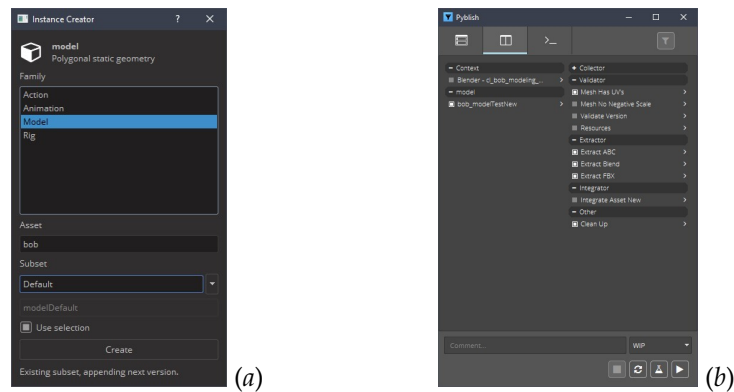 Instance Creator
?
model
Polygonal static geometry
Family
Action
Animation
Model
Rig
Asset
bob
Subset
Default
modelDefault
Use selection
Create
Existing subset, appending next version.
(a)
Pyblish
Context
Blender - cl_bob_modeling_...
model
bob_modelTestNew
Collector
Validator
Mesh Has UV's
Mesh No Negative Scale
Validate Version
Resources
Extractor
Extract ABC
Extract Blend
Extract FBX
Integrator
Integrate Asset New
Other
Clean Up
Comment...
WIP
(b)